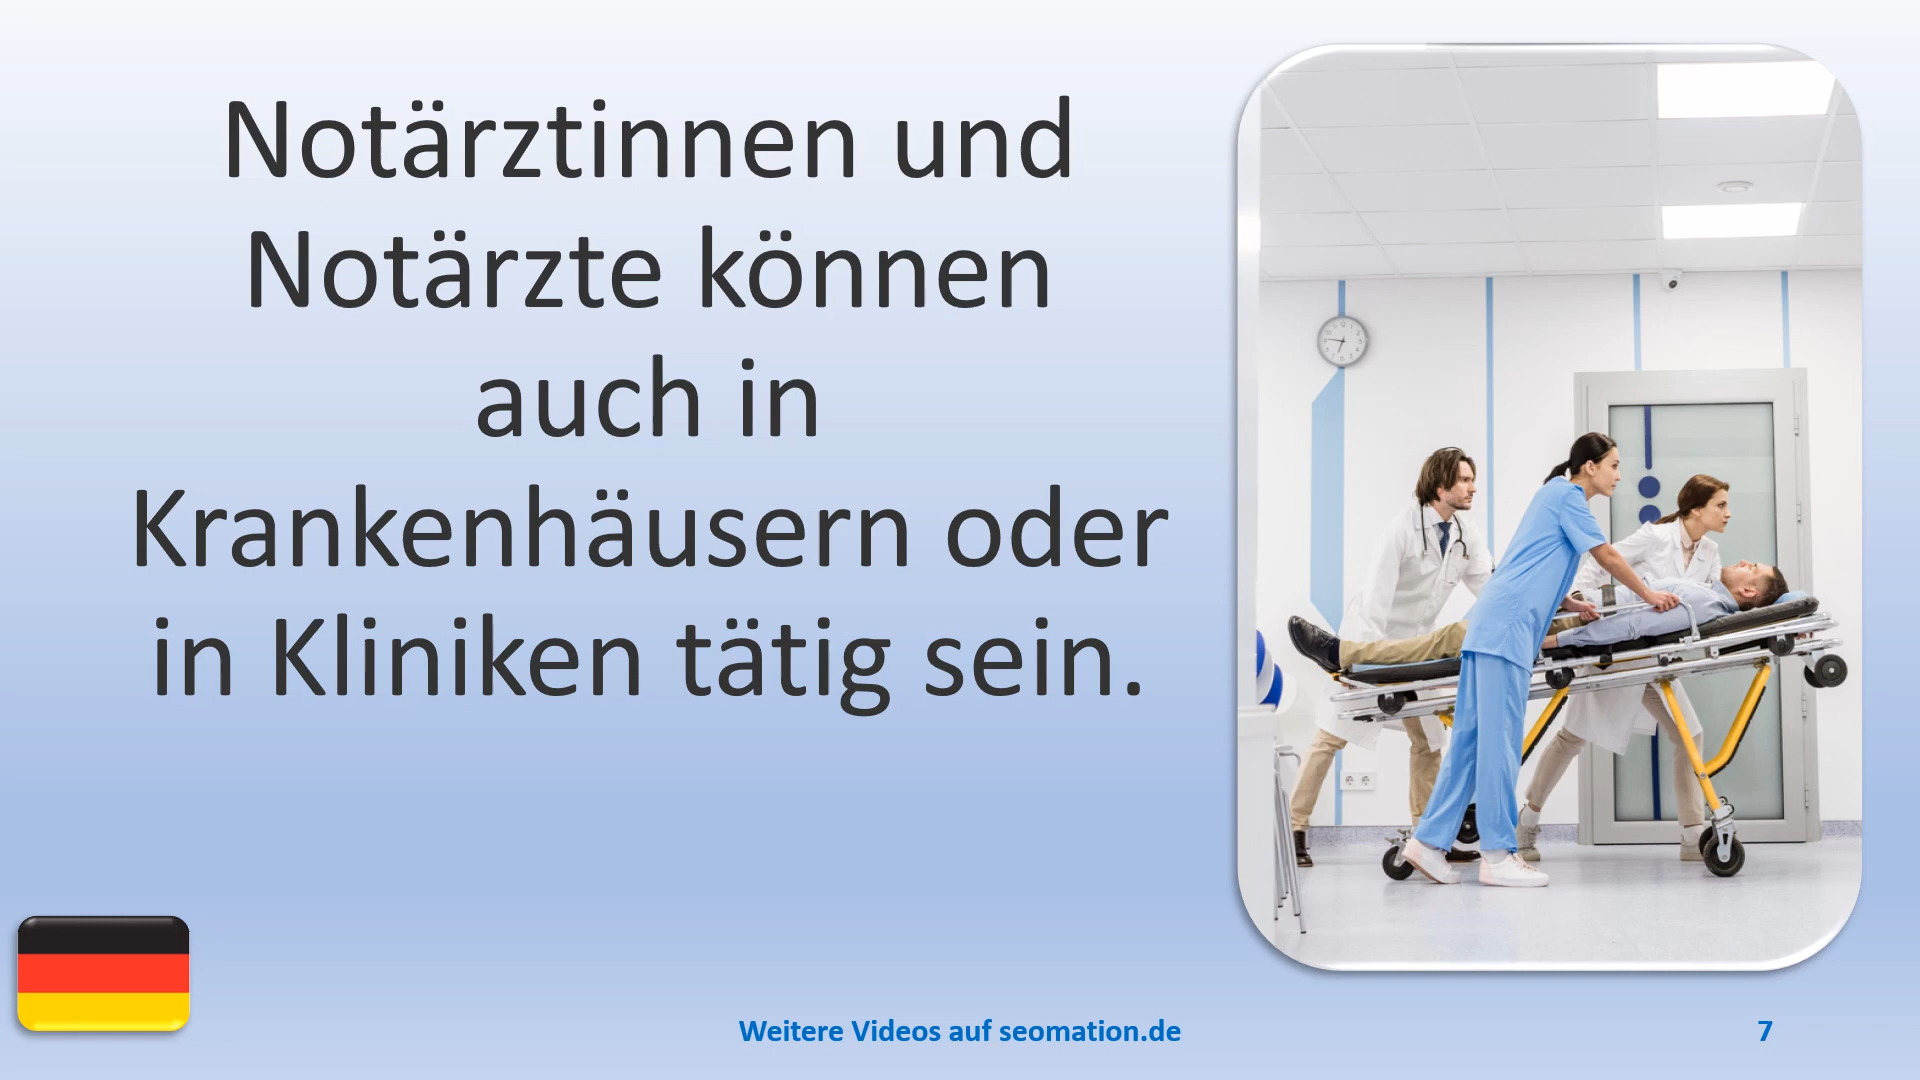 Notärztinnen und
Notärzte können
auch in
Krankenhäusern oder
in Kliniken tätig sein.
Weitere Videos auf seomation.de
7